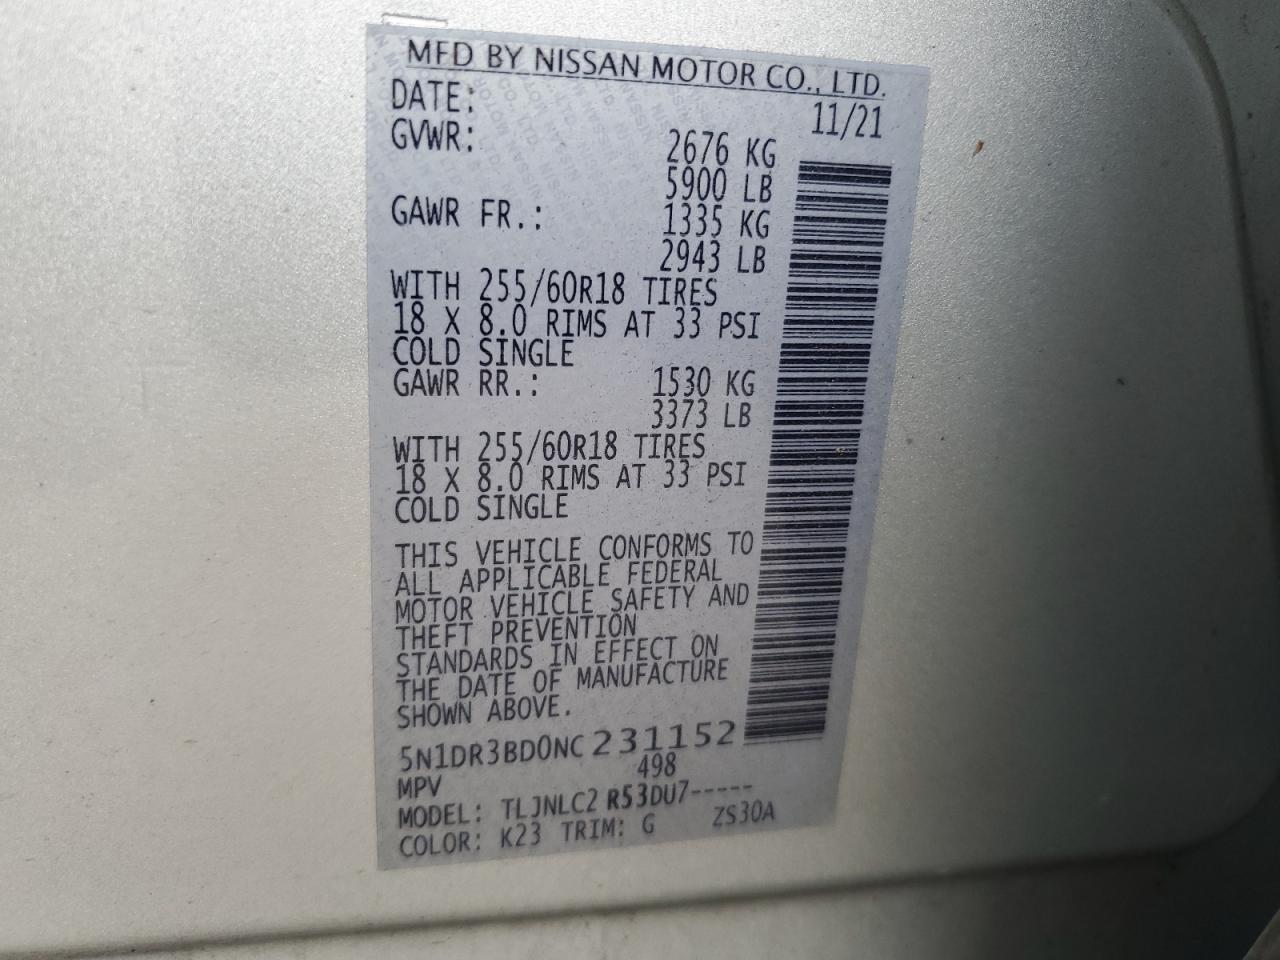 MFD BY NISSAN MOTOR CO., LTD.
DATE: 11/21
GVWR: 2676 KG
5900 LB
GAWR FR.: 1335 KG
2943 LB
WITH 255/60R18 TIRES
18 X 8.0 RIMS AT 33 PSI
COLD SINGLE
GAWR RR.: 1530 KG
3373 LB
WITH 255/60R18 TIRES
18 X 8.0 RIMS AT 33 PSI
COLD SINGLE
THIS VEHICLE CONFORMS TO
ALL APPLICABLE FEDERAL
MOTOR VEHICLE SAFETY AND
THEFT PREVENTION
STANDARDS IN EFFECT ON
THE DATE OF MANUFACTURE
SHOWN ABOVE.
5N1DR3BD0NC231152
MPV 498
MODEL: TLJNLC2 R53DU7-----
COLOR: K23 TRIM: G ZS30A